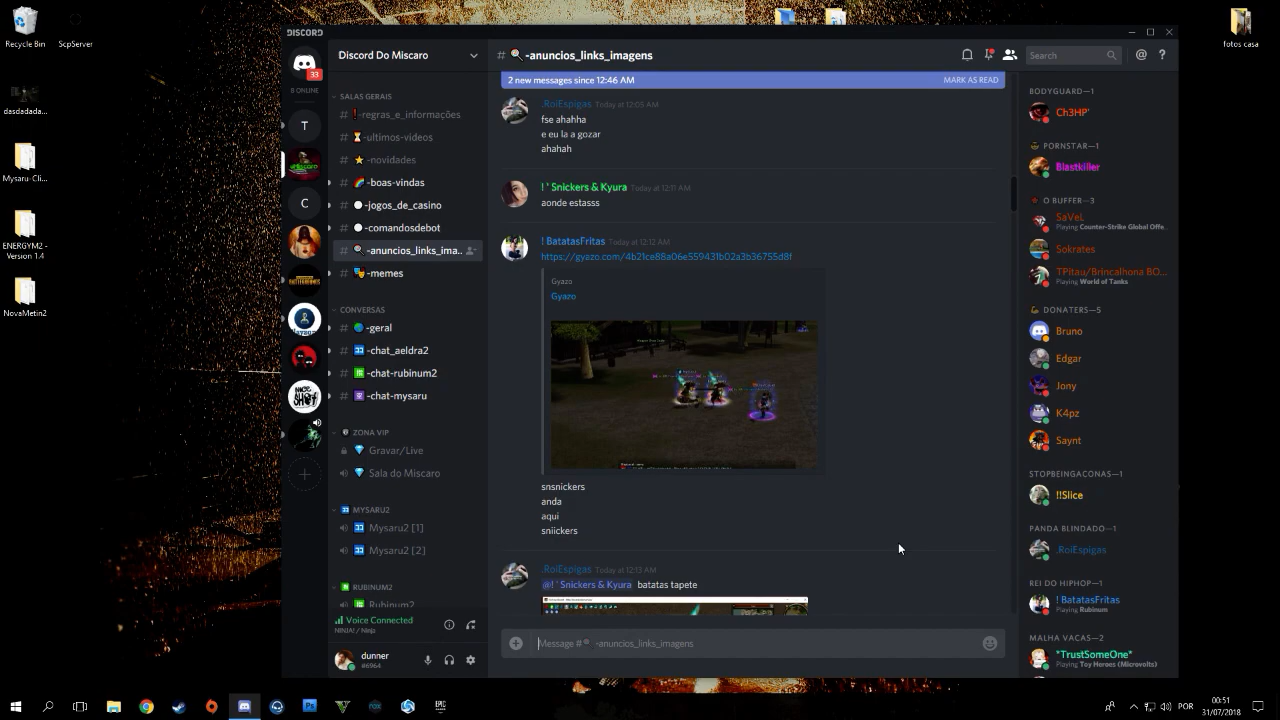 Recycle Bin
ScpServer
dasdadada...
Mysaru-Cli...
ENERGYM2 -
Version 1.4
NovaMetin2
fotos casa
DISCORD
33
8 ONLINE
T
C
Discord Do Miscaro
SALAS GERAIS
-regras_e_informações
-ultimos-videos
-novidades
-boas-vindas
-jogos_de_casino
-comandosdebot
-anuncios_links_ima...
-memes
CONVERSAS
-geral
-chat_aeldra2
-chat-rubinum2
-chat-mysaru
ZONA VIP
Gravar/Live
Sala do Miscaro
MYSARU2
Mysaru2 [1]
Mysaru2 [2]
RUBINUM2
Rubinum2
Voice Connected
NINJA! / Ninja
dunner
#6964
# -anuncios_links_imagens
Search
2 new messages since 12:46 AM
MARK AS READ
.RoiEspigas Today at 12:05 AM
fse ahahha
e eu la a gozar
ahahah
! ' Snickers & Kyura Today at 12:11 AM
aonde estasss
! BatatasFritas Today at 12:12 AM
https://gyazo.com/4b21ce88a06e559431b02a3b36755d8f
Gyazo
Gyazo
snsnickers
anda
aqui
sniickers
.RoiEspigas Today at 12:13 AM
@! ' Snickers & Kyura batatas tapete
Message # -anuncios_links_imagens
BODYGUARD—1
Ch3HP'
PORNSTAR—1
Blastkiller
O BUFFER—3
SaVeL
Playing Counter-Strike Global Offe...
Sokrates
TPitau/Brincalhona BO...
Playing World of Tanks
DONATERS—5
Bruno
Edgar
Jony
K4pz
Saynt
STOPBEINGACONAS—1
!!Slice
PANDA BLINDADO—1
.RoiEspigas
REI DO HIPHOP—1
! BatatasFritas
Playing Rubinum
MALHA VACAS—2
*TrustSomeOne*
Playing Toy Heroes (Microvolts)
POR
00:51
31/07/2018